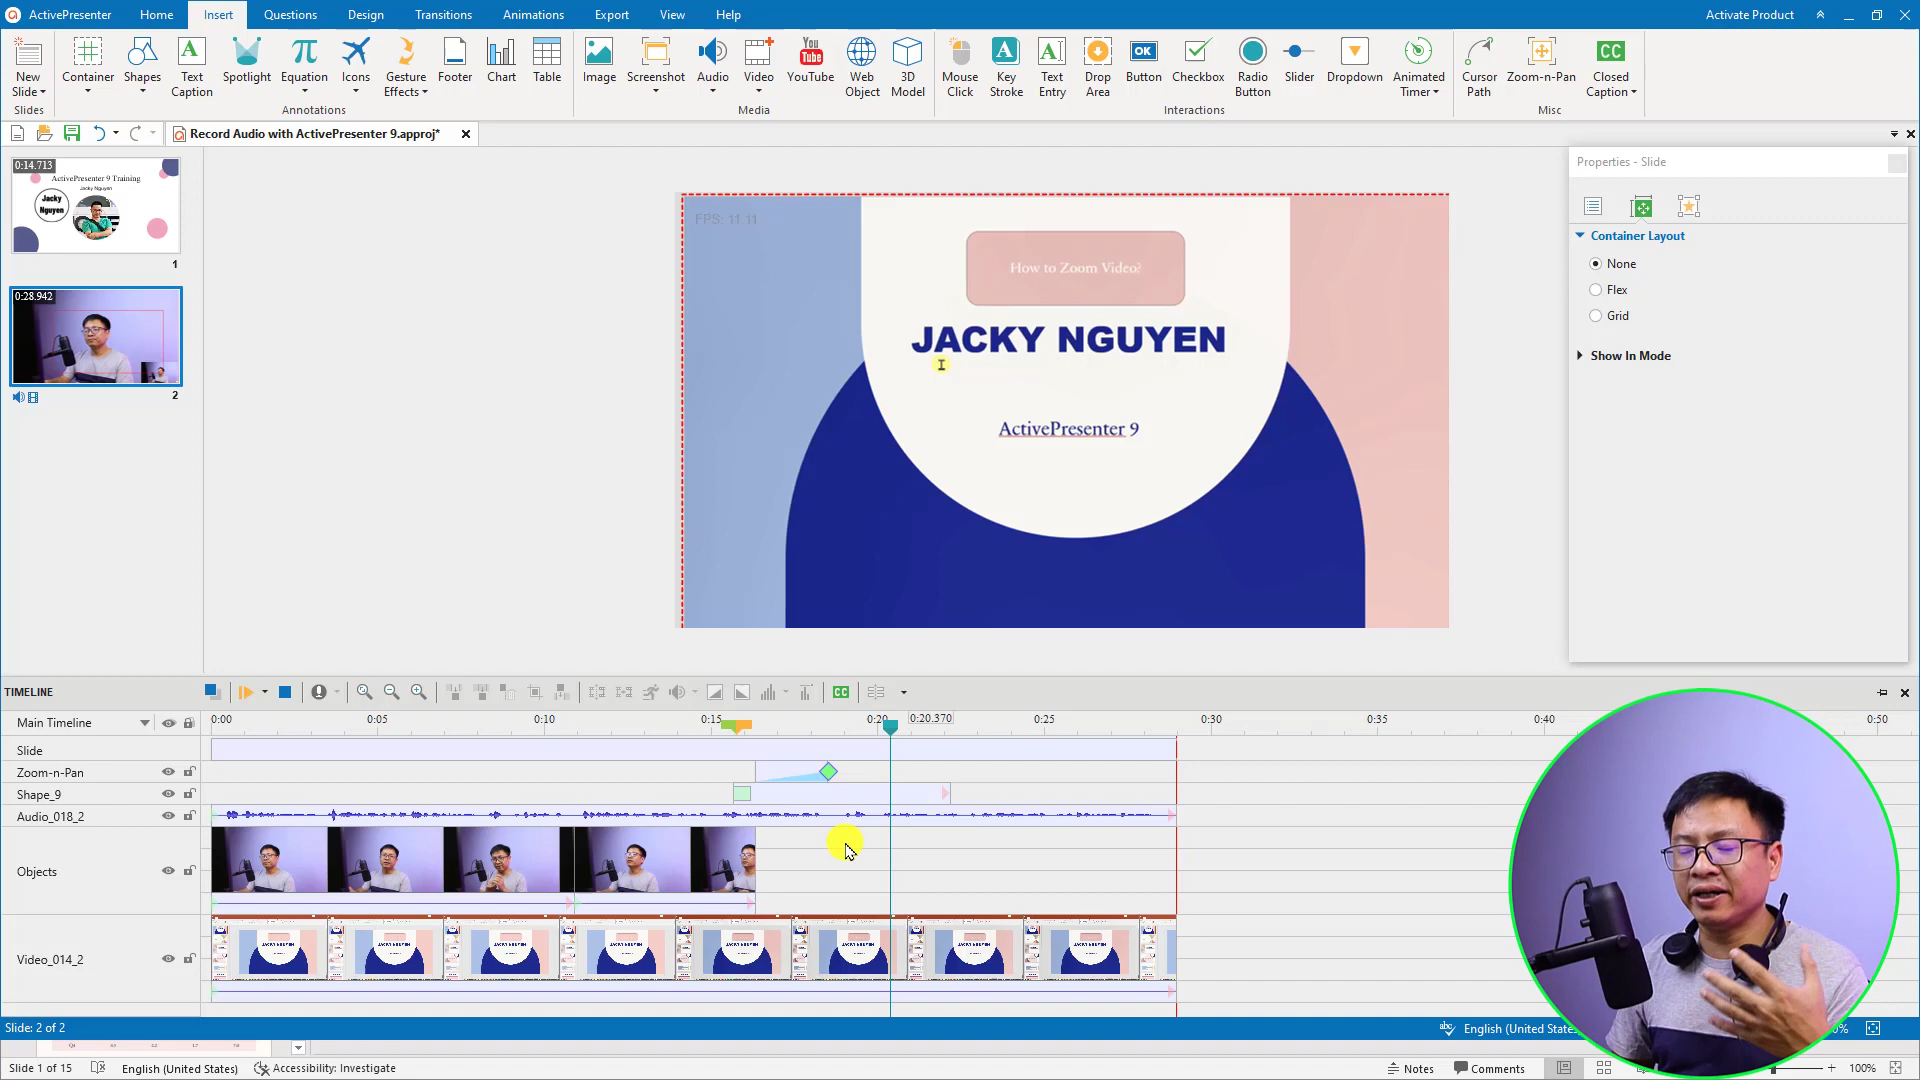 ActivePresenter Home Insert Questions Design Transitions Animations Export View Help Activate Product
New Slide Container Shapes Text Caption Spotlight Equation Icons Gesture Effects Footer Chart Table Image Screenshot Audio Video YouTube Web Object 3D Model Mouse Click Key Stroke Text Entry Drop Area Button Checkbox Radio Button Slider Dropdown Animated Timer Cursor Path Zoom-n-Pan Closed Caption
Slides Annotations Media Interactions Misc
Record Audio with ActivePresenter 9.approj*
0:14.713
ActivePresenter 9 Training
Jacky Nguyen
Jacky
Nguyen
1
0:28.942
2
FPS: 11.11
How to Zoom Video?
JACKY NGUYEN
ActivePresenter 9
Properties - Slide
Container Layout
None
Flex
Grid
Show In Mode
TIMELINE
Main Timeline 0:00 0:05 0:10 0:15 0:20 0:20.370 0:25 0:30 0:35 0:40 0:50
Slide
Zoom-n-Pan
Shape_9
Audio_018_2
Objects
Video_014_2
Slide: 2 of 2 English (United States
Slide 1 of 15 English (United States) Accessibility: Investigate Notes Comments 100%